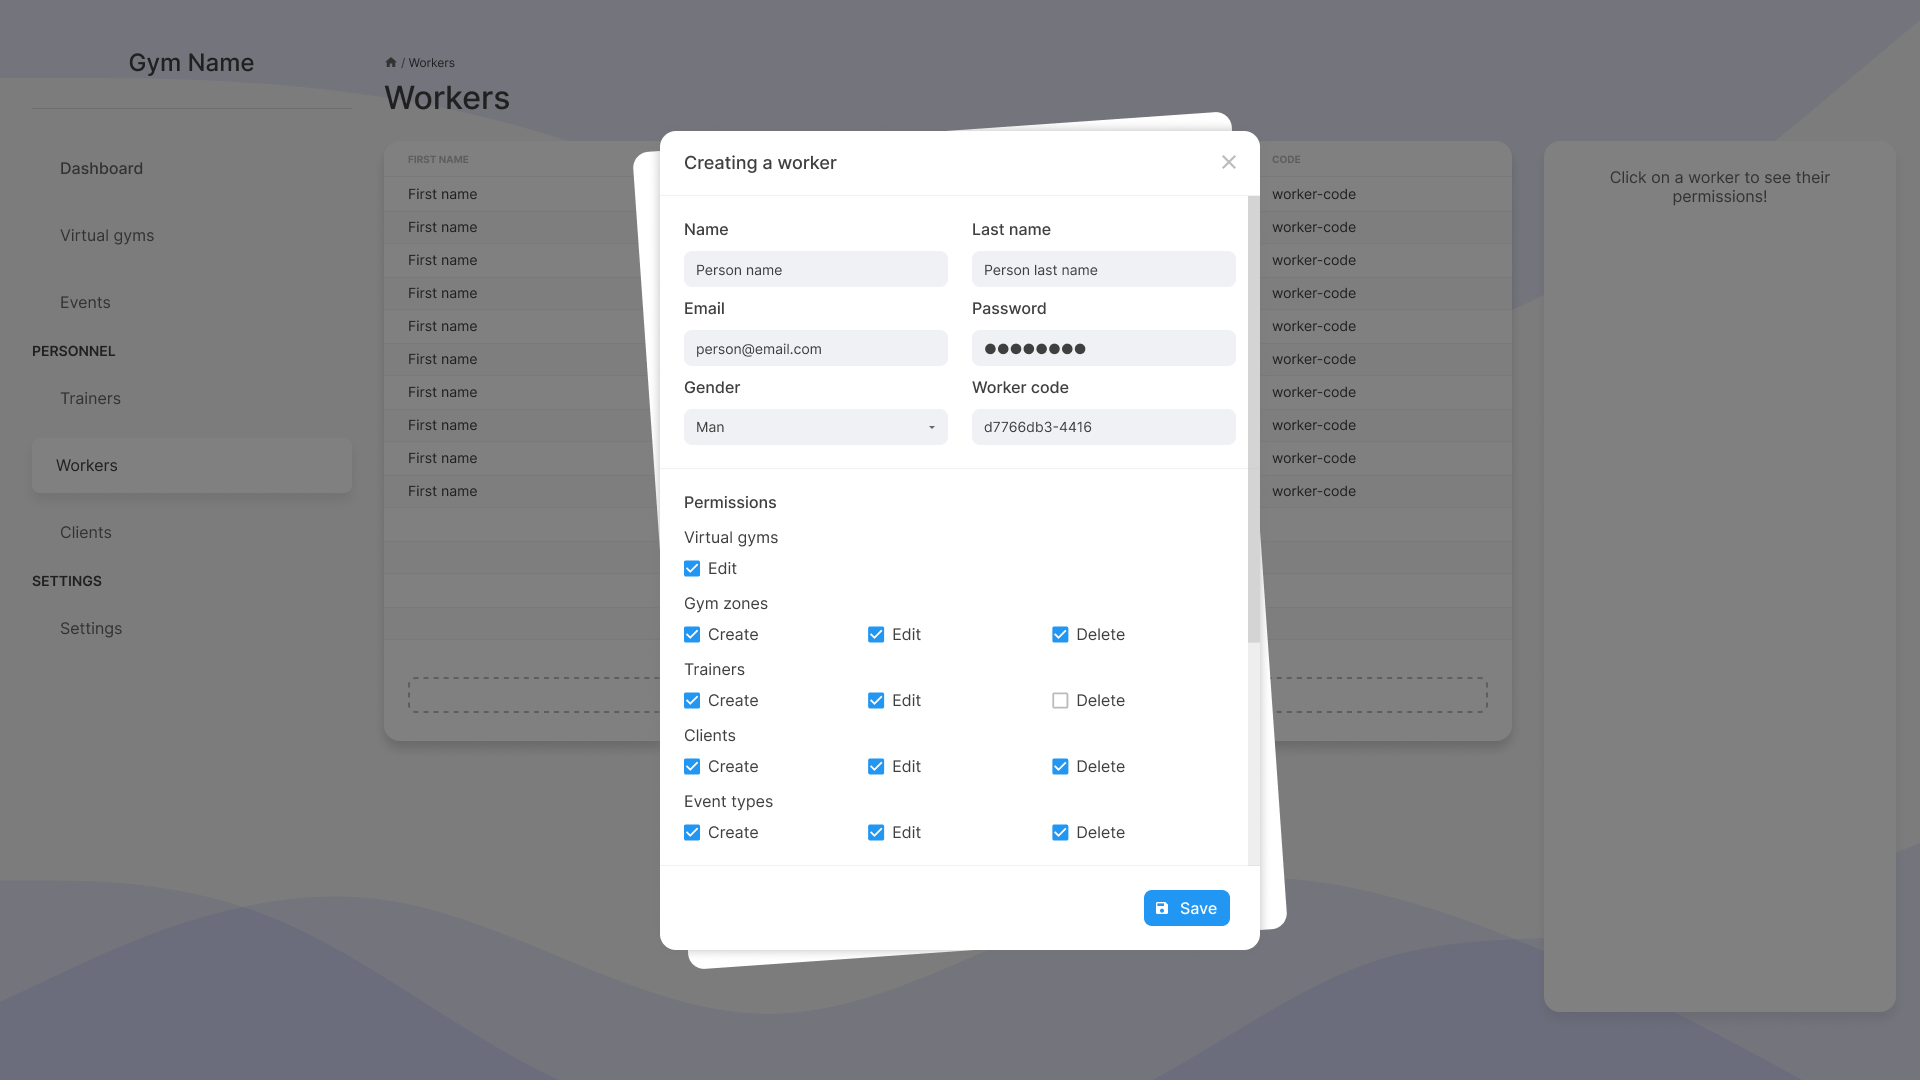 Gym Name
Dashboard
Virtual gyms
Events
PERSONNEL
Trainers
Workers
Clients
SETTINGS
Settings
/ Workers
Workers
FIRST NAME
First name
First name
First name
First name
First name
First name
First name
First name
First name
First name
Creating a worker
Name
Last name
Person name
Person last name
Email
Password
person@email.com
●●●●●●●●
Gender
Worker code
Man
d7766db3-4416
Permissions
Virtual gyms
Edit
Gym zones
Create Edit Delete
Trainers
Create Edit Delete
Clients
Create Edit Delete
Event types
Create Edit Delete
Save
CODE
worker-code
worker-code
worker-code
worker-code
worker-code
worker-code
worker-code
worker-code
worker-code
worker-code
Click on a worker to see their
permissions!